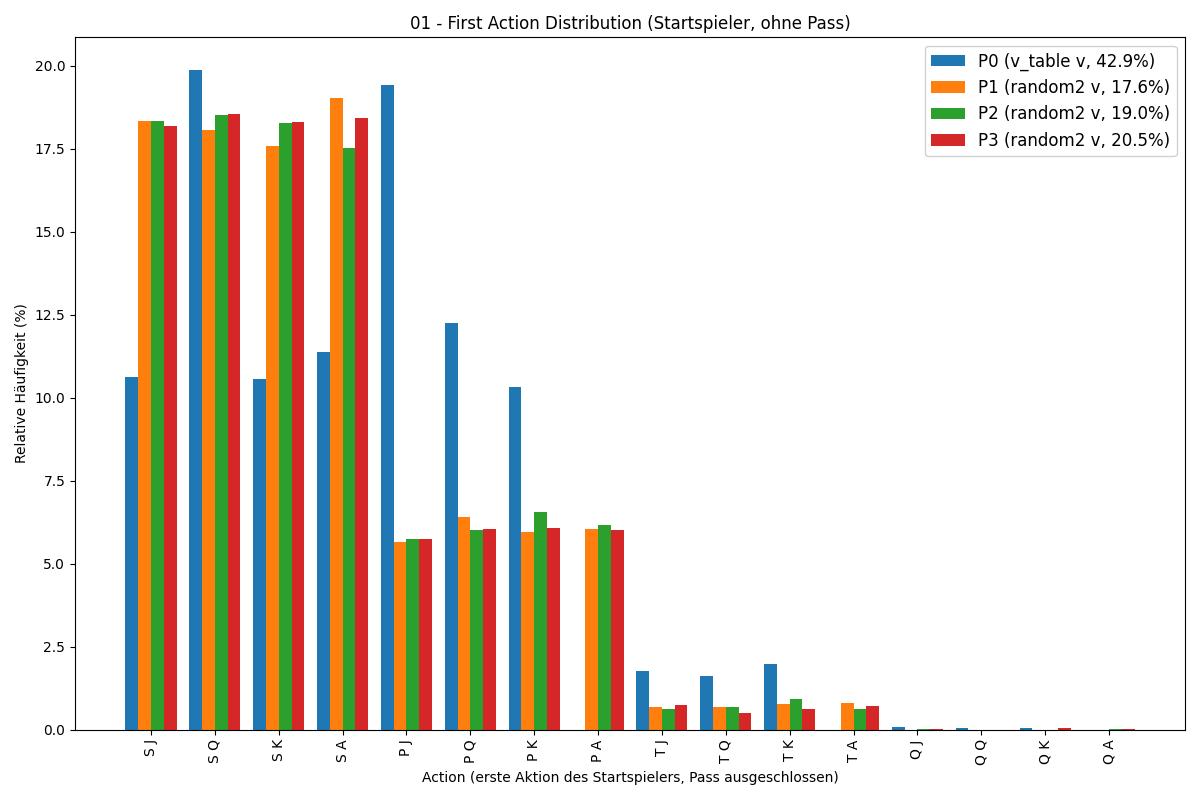 01 - First Action Distribution (Startspieler, ohne Pass)
P0 (v_table v, 42.9%)
P1 (random2 v, 17.6%)
P2 (random2 v, 19.0%)
P3 (random2 v, 20.5%)
Relative Häufigkeit (%)
20.0
17.5
15.0
12.5
10.0
7.5
5.0
2.5
0.0
S J
S Q
S K
S A
P J
P Q
P K
P A
T J
T Q
T K
T A
Q J
Q Q
Q K
Q A
Action (erste Aktion des Startspielers, Pass ausgeschlossen)